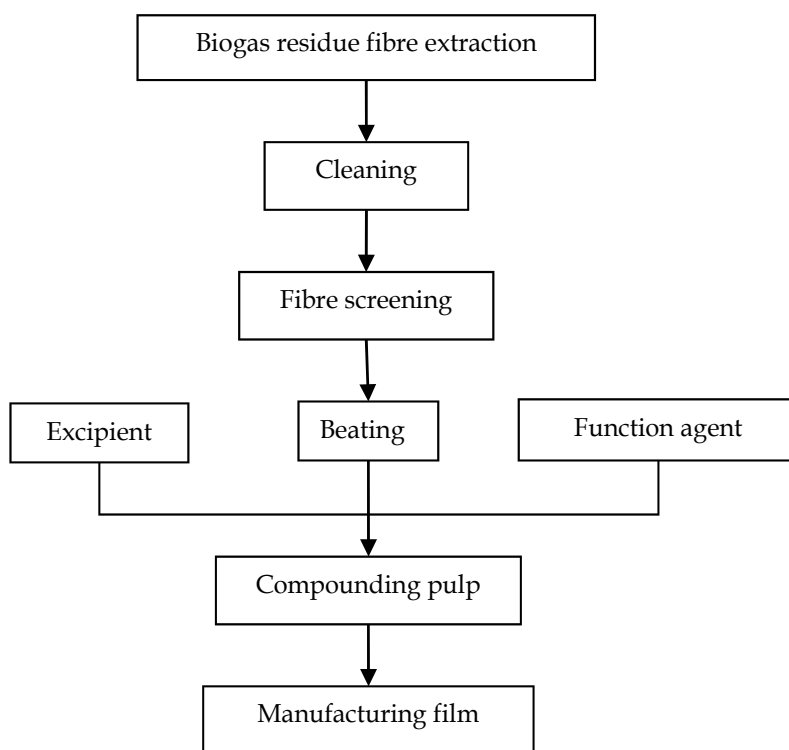 Biogas residue fibre extraction
Cleaning
Fibre screening
Excipient
Beating
Function agent
Compounding pulp
Manufacturing film